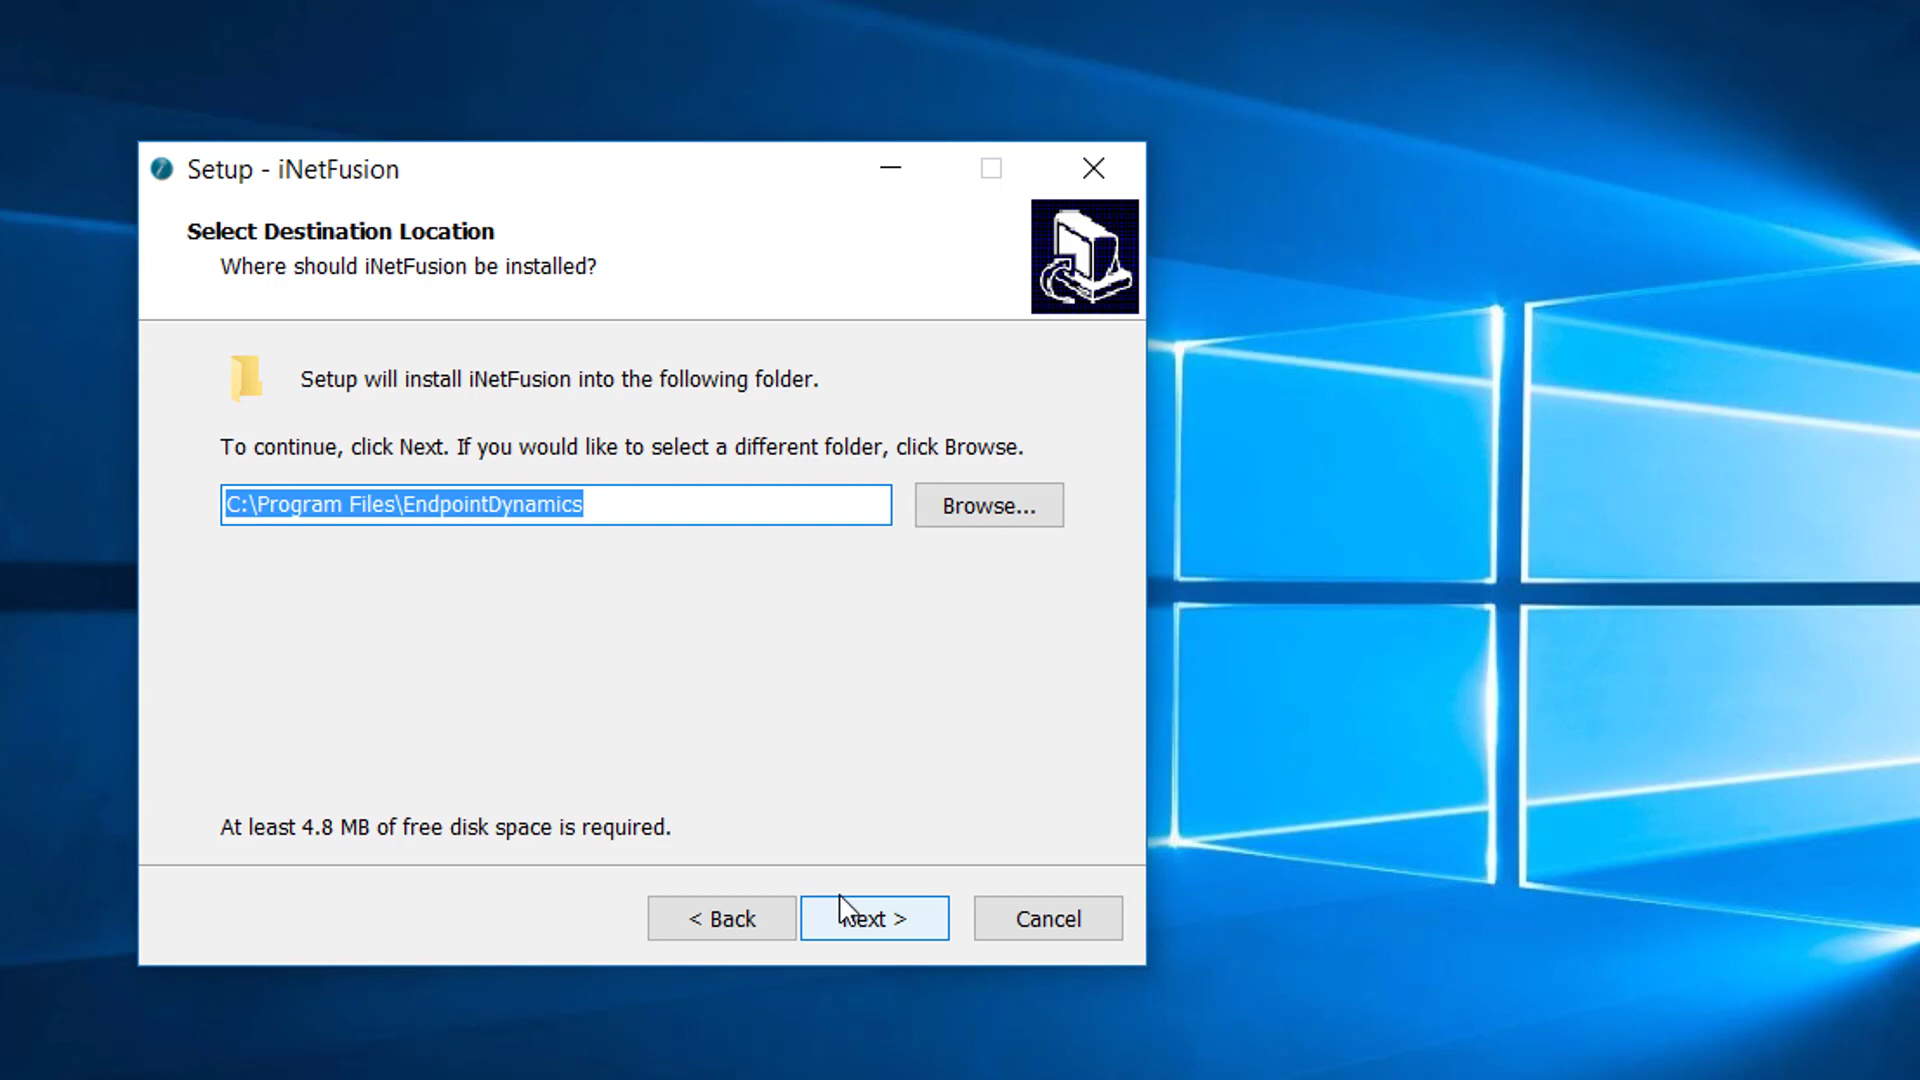 Setup - iNetFusion
Select Destination Location
Where should iNetFusion be installed?
Setup will install iNetFusion into the following folder.
To continue, click Next. If you would like to select a different folder, click Browse.
C:\Program Files\EndpointDynamics
Browse...
At least 4.8 MB of free disk space is required.
< Back
Next >
Cancel